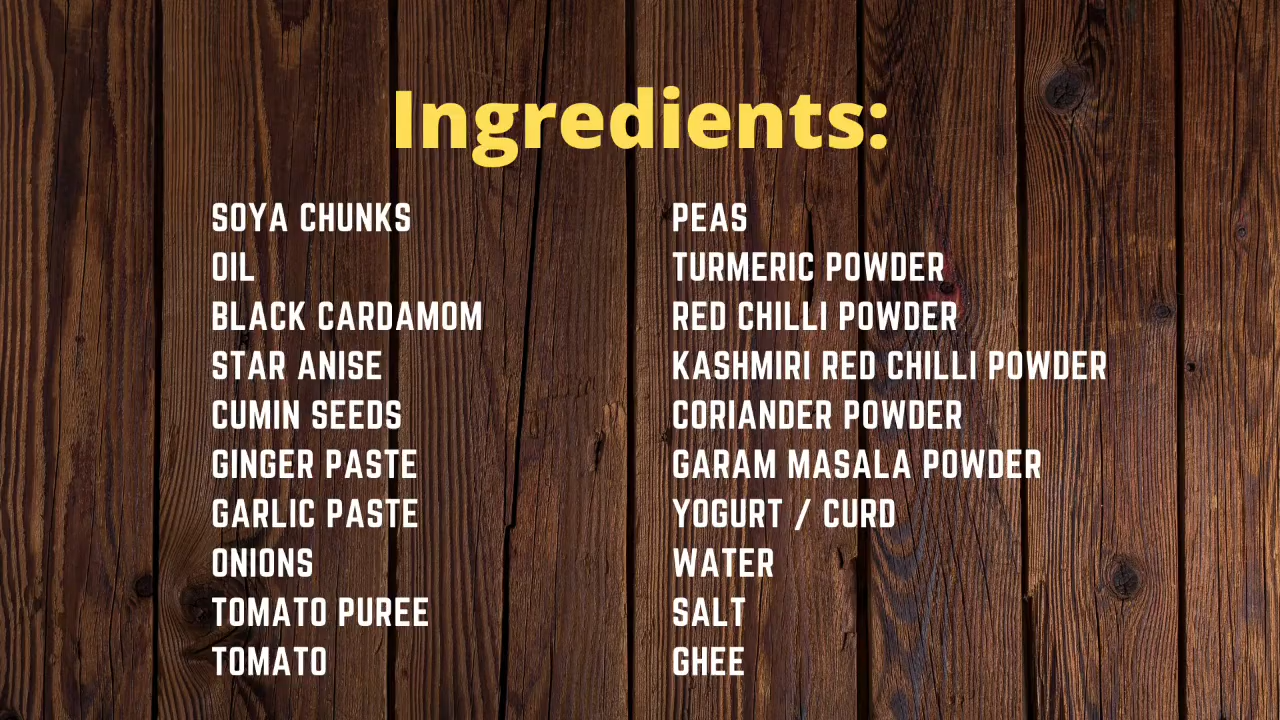 Ingredients:
SOYA CHUNKS
OIL
BLACK CARDAMOM
STAR ANISE
CUMIN SEEDS
GINGER PASTE
GARLIC PASTE
ONIONS
TOMATO PUREE
TOMATO
PEAS
TURMERIC POWDER
RED CHILLI POWDER
KASHMIRI RED CHILLI POWDER
CORIANDER POWDER
GARAM MASALA POWDER
YOGURT / CURD
WATER
SALT
GHEE